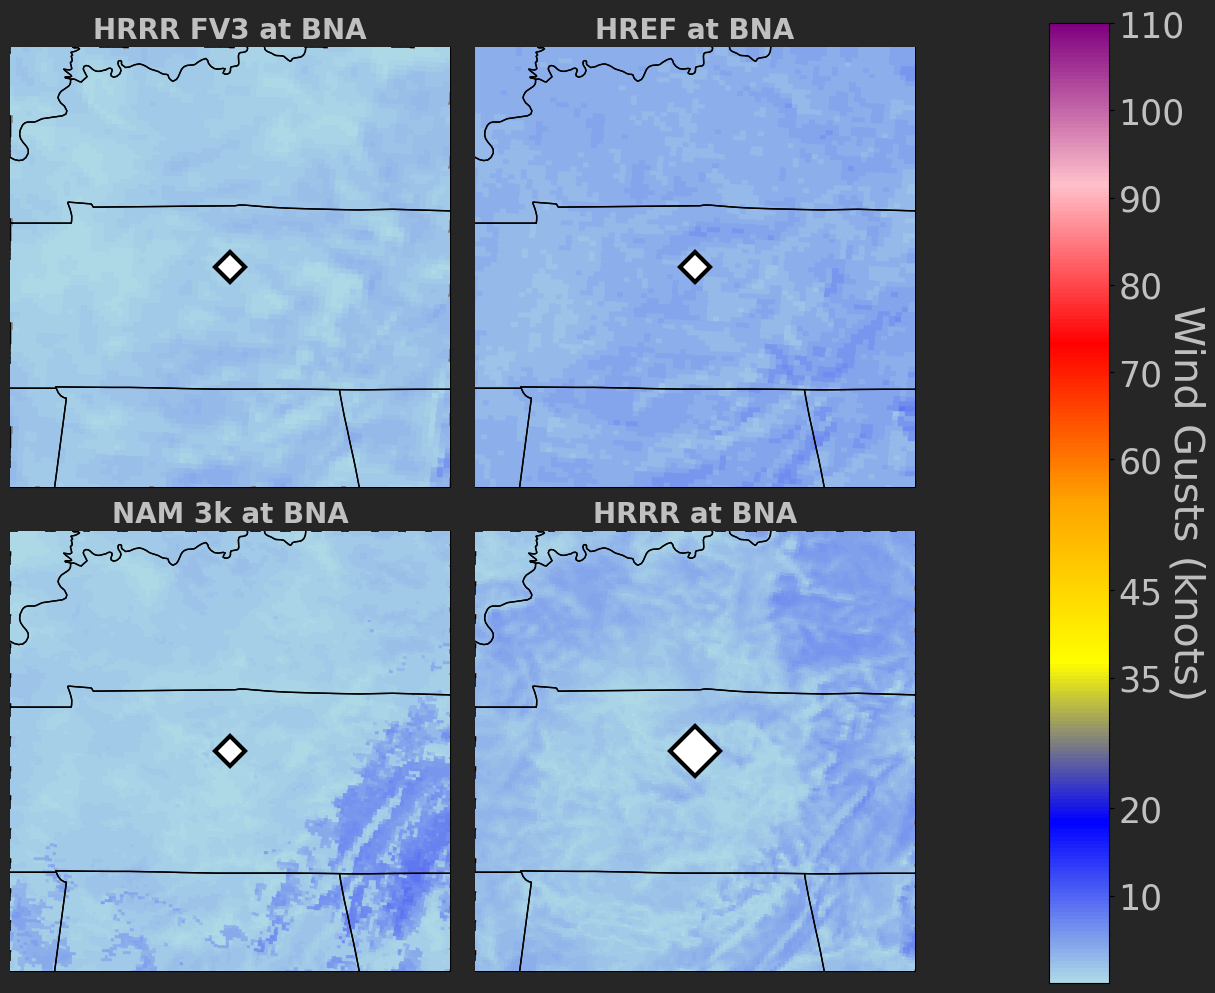 HRRR FV3 at BNA
HREF at BNA
NAM 3k at BNA
HRRR at BNA
110
100
90
80
70
60
45
35
20
10
Wind Gusts (knots)